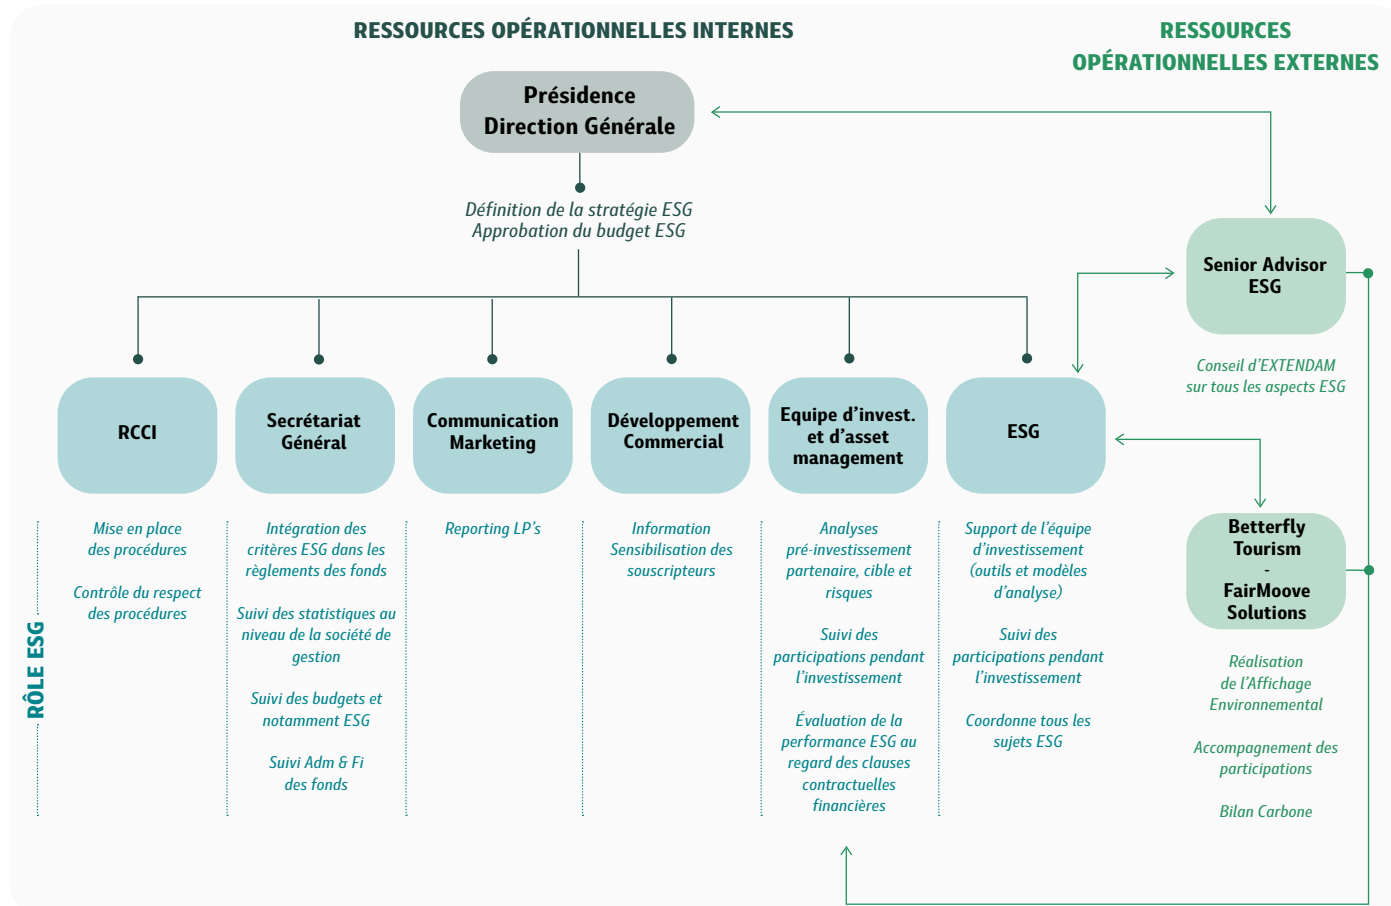 RESSOURCES OPÉRATIONNELLES INTERNES
RESSOURCES
OPÉRATIONNELLES EXTERNES
Présidence
Direction Générale
Définition de la stratégie ESG
Approbation du budget ESG
Senior Advisor
ESG
Conseil d’EXTENDAM
sur tous les aspects ESG
RCCI
Secrétariat
Général
Communication
Marketing
Développement
Commercial
Equipe d’invest.
et d’asset
management
ESG
Betterfly
Tourism
-
FairMoove
Solutions
RÔLE ESG
Mise en place
des procédures
Contrôle du respect
des procédures
Intégration des
critères ESG dans les
règlements des fonds
Suivi des statistiques au
niveau de la société de
gestion
Suivi des budgets et
notamment ESG
Suivi Adm & Fi
des fonds
Reporting LP’s
Information
Sensibilisation des
souscripteurs
Analyses
pré-investissement
partenaire, cible et
risques
Suivi des
participations pendant
l’investissement
Évaluation de la
performance ESG au
regard des clauses
contractuelles
financières
Support de l’équipe
d’investissement
(outils et modèles
d’analyse)
Suivi des
participations pendant
l’investissement
Coordonne tous les
sujets ESG
Réalisation
de l’Affichage
Environnemental
Accompagnement des
participations
Bilan Carbone